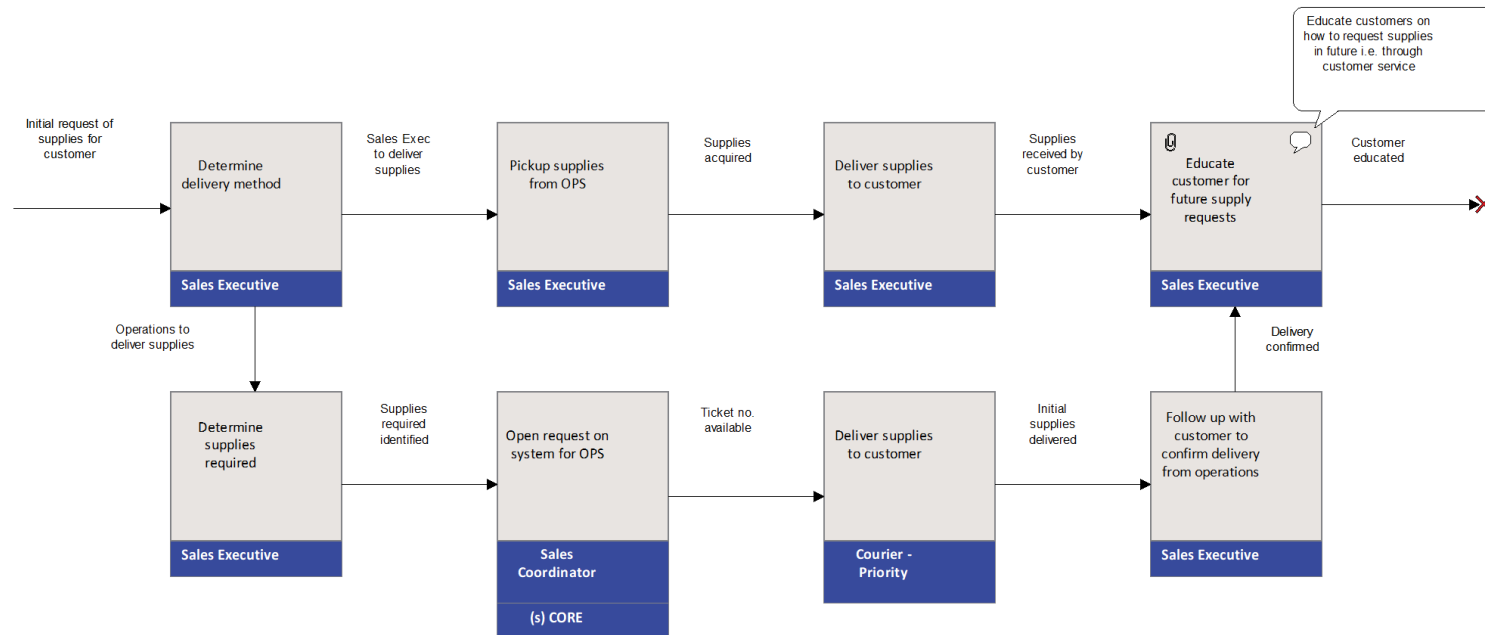 Educate customers on
how to request supplies
in future i.e. through
customer service
Initial request of
supplies for
customer
Determine
delivery method
Sales Executive
Sales Exec
to deliver
supplies
Pickup supplies
from OPS
Sales Executive
Supplies
acquired
Deliver supplies
to customer
Sales Executive
Supplies
received by
customer
Educate
customer for
future supply
requests
Sales Executive
Customer
educated
Operations to
deliver supplies
Determine
supplies
required
Sales Executive
Supplies
required
identified
Open request on
system for OPS
Sales
Coordinator
(s) CORE
Ticket no.
available
Deliver supplies
to customer
Courier -
Priority
Initial
supplies
delivered
Follow up with
customer to
confirm delivery
from operations
Sales Executive
Delivery
confirmed